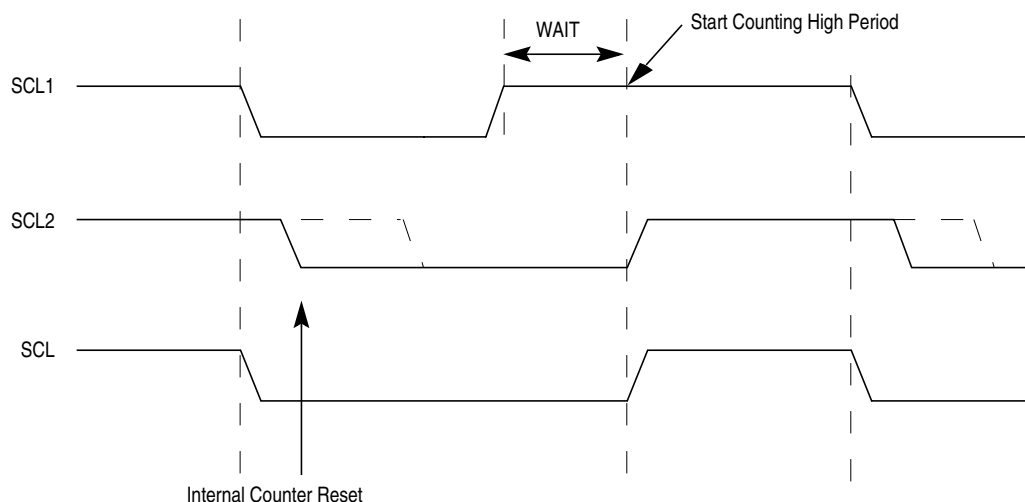 WAIT
Start Counting High Period
SCL1
SCL2
SCL
Internal Counter Reset